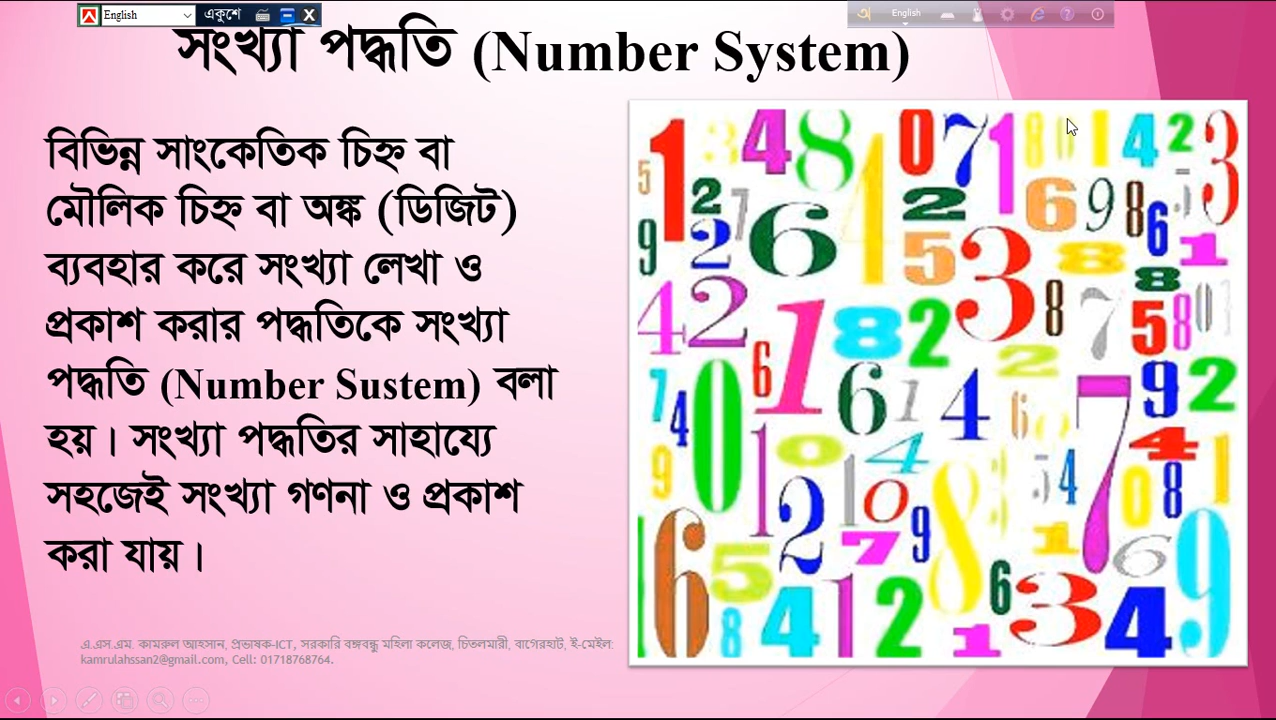 English
একুশে
English
সংখ্যা পদ্ধতি (Number System)
বিভিন্ন সাংকেতিক চিহ্ন বা
মৌলিক চিহ্ন বা অঙ্ক (ডিজিট)
ব্যবহার করে সংখ্যা লেখা ও
প্রকাশ করার পদ্ধতিকে সংখ্যা
পদ্ধতি (Number Sustem) বলা
হয়। সংখ্যা পদ্ধতির সাহায্যে
সহজেই সংখ্যা গণনা ও প্রকাশ
করা যায়।
এ.এস.এম. কামরুল আহসান, প্রভাষক-ICT, সরকারি বঙ্গবন্ধু মহিলা কলেজ, চিতলমারী, বাগেরহাট, ই-মেইল:
kamrulahssan2@gmail.com, Cell: 01718768764.